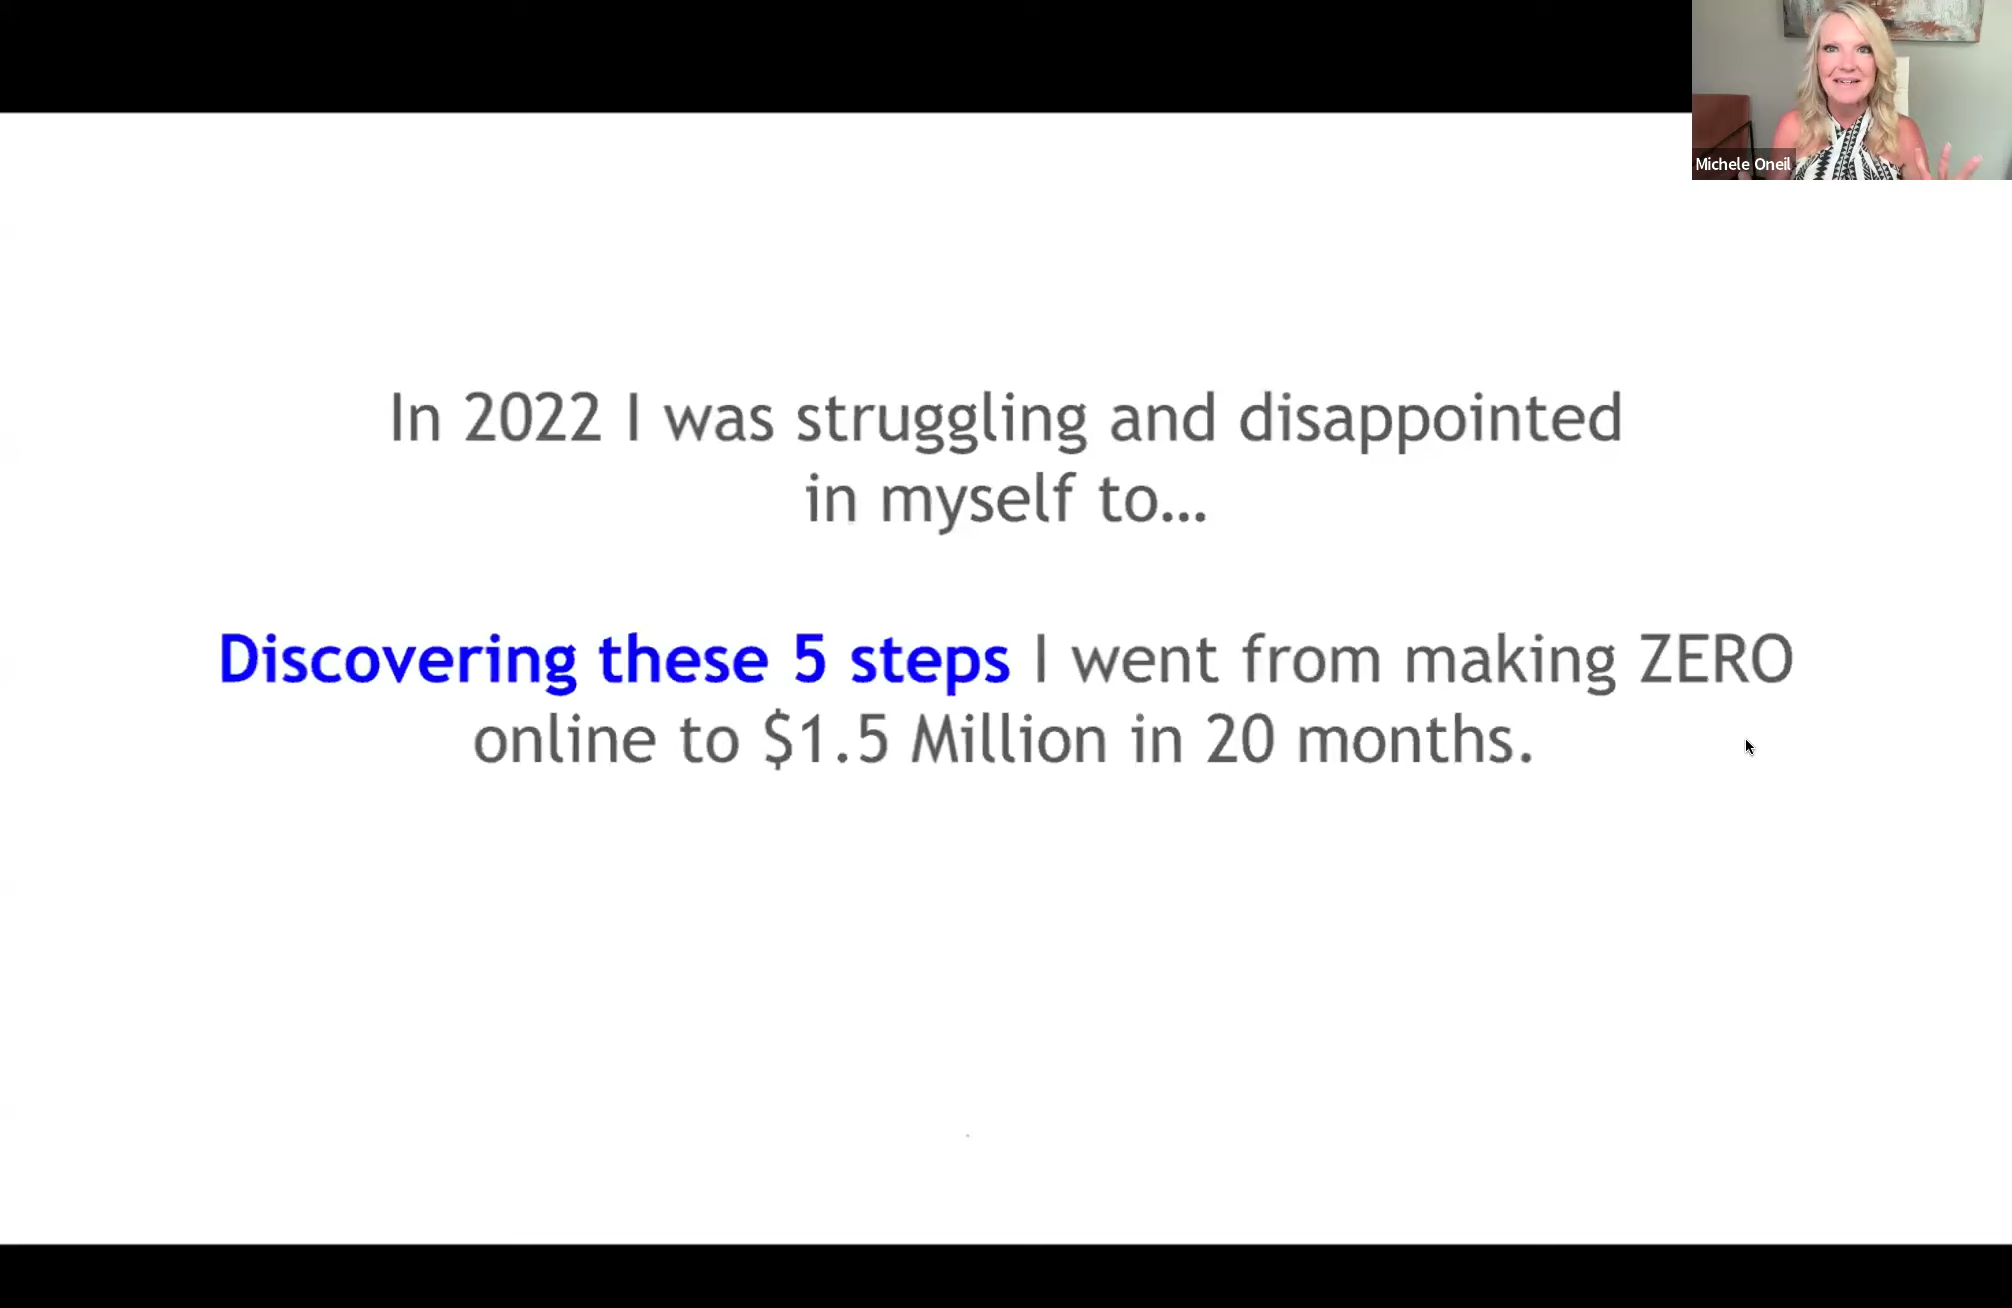 Michele Oneil
In 2022 I was struggling and disappointed
in myself to...
Discovering these 5 steps I went from making ZERO
online to $1.5 Million in 20 months.